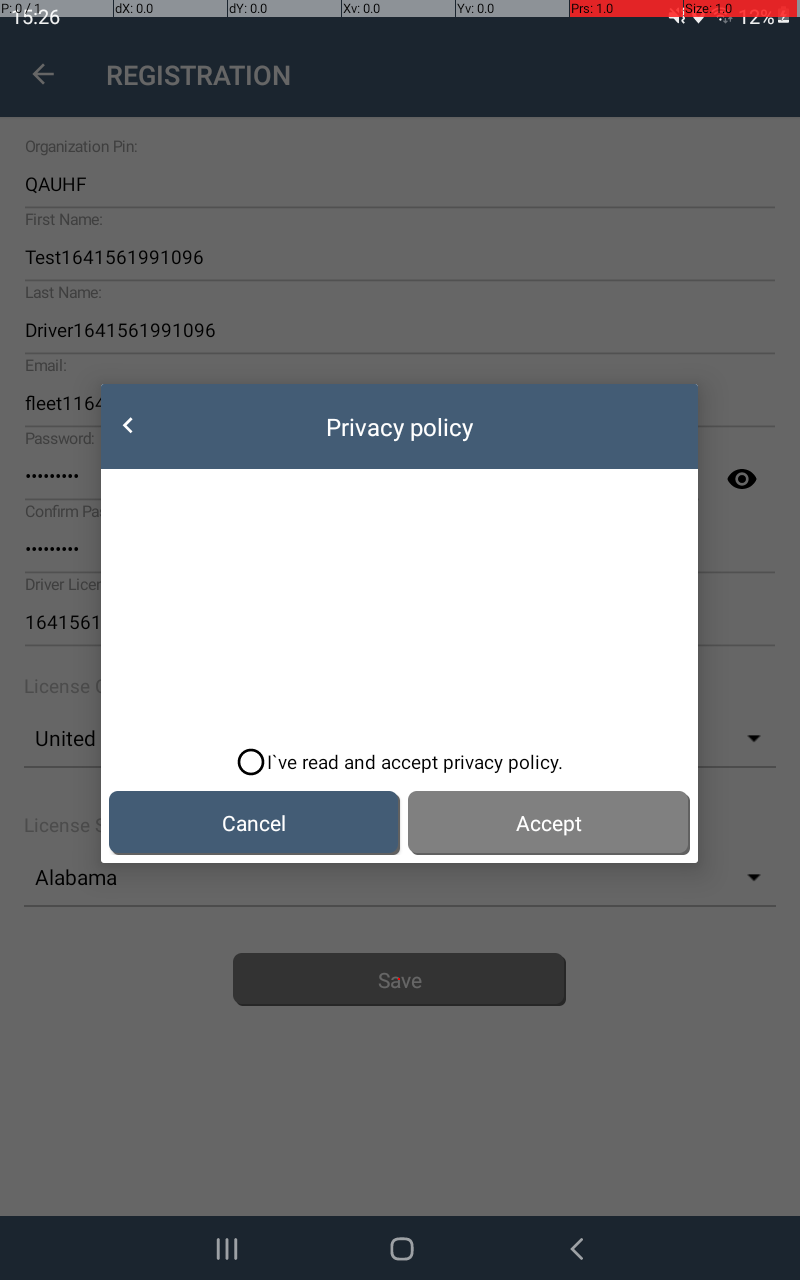 P: 0 / 1 dX: 0.0 dY: 0.0 Xv: 0.0 Yv: 0.0 Prs: 1.0 Size: 1.0
15:26 12%
REGISTRATION
Organization Pin:
QAUHF
First Name:
Test1641561991096
Last Name:
Driver1641561991096
Email:
fleet1164
Privacy policy
Password:
•••••••••
Confirm Pa
•••••••••
Driver Licen
1641561
License
United
I`ve read and accept privacy policy.
Cancel Accept
License
Alabama
Save